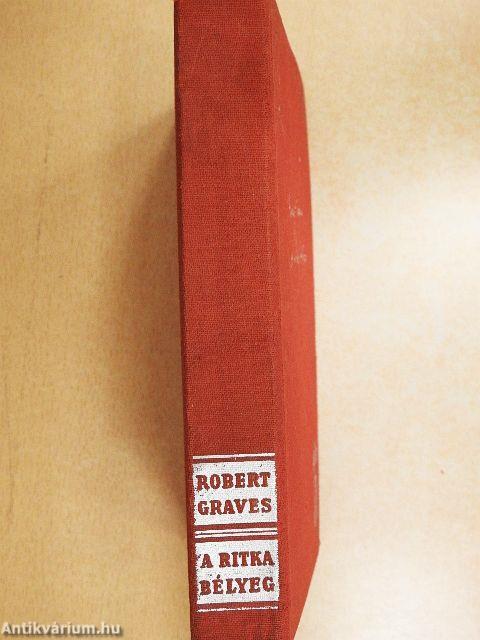 ROBERT
GRAVES
A RITKA
BÉLYEG
Antikvárium.hu